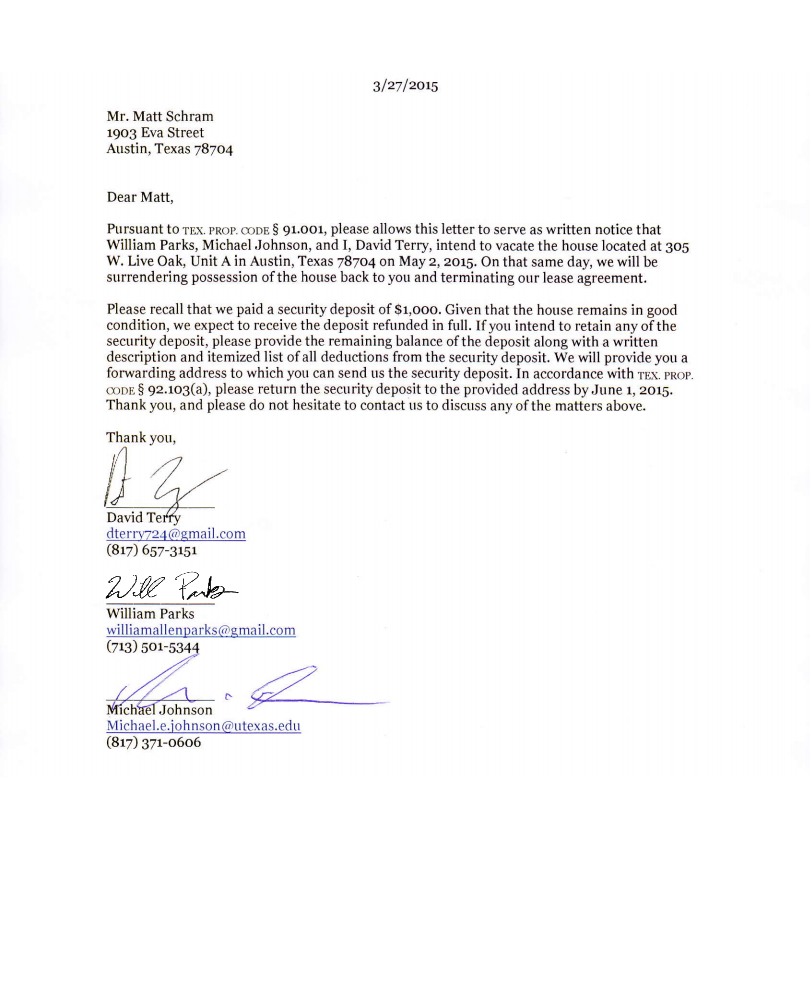 3/27/2015
Mr. Matt Schram
1903 Eva Street
Austin, Texas 78704
Dear Matt,
Pursuant to TEX. PROP. CODE § 91.001, please allows this letter to serve as written notice that
William Parks, Michael Johnson, and I, David Terry, intend to vacate the house located at 305
W. Live Oak, Unit A in Austin, Texas 78704 on May 2, 2015. On that same day, we will be
surrendering possession of the house back to you and terminating our lease agreement.
Please recall that we paid a security deposit of $1,000. Given that the house remains in good
condition, we expect to receive the deposit refunded in full. If you intend to retain any of the
security deposit, please provide the remaining balance of the deposit along with a written
description and itemized list of all deductions from the security deposit. We will provide you a
forwarding address to which you can send us the security deposit. In accordance with TEX. PROP.
CODE § 92.103(a), please return the security deposit to the provided address by June 1, 2015.
Thank you, and please do not hesitate to contact us to discuss any of the matters above.
Thank you,
David Terry
dterry724@gmail.com
(817) 657-3151
Will Parks
William Parks
williamallenparks@gmail.com
(713) 501-5344
Michael Johnson
Michael.e.johnson@utexas.edu
(817) 371-0606